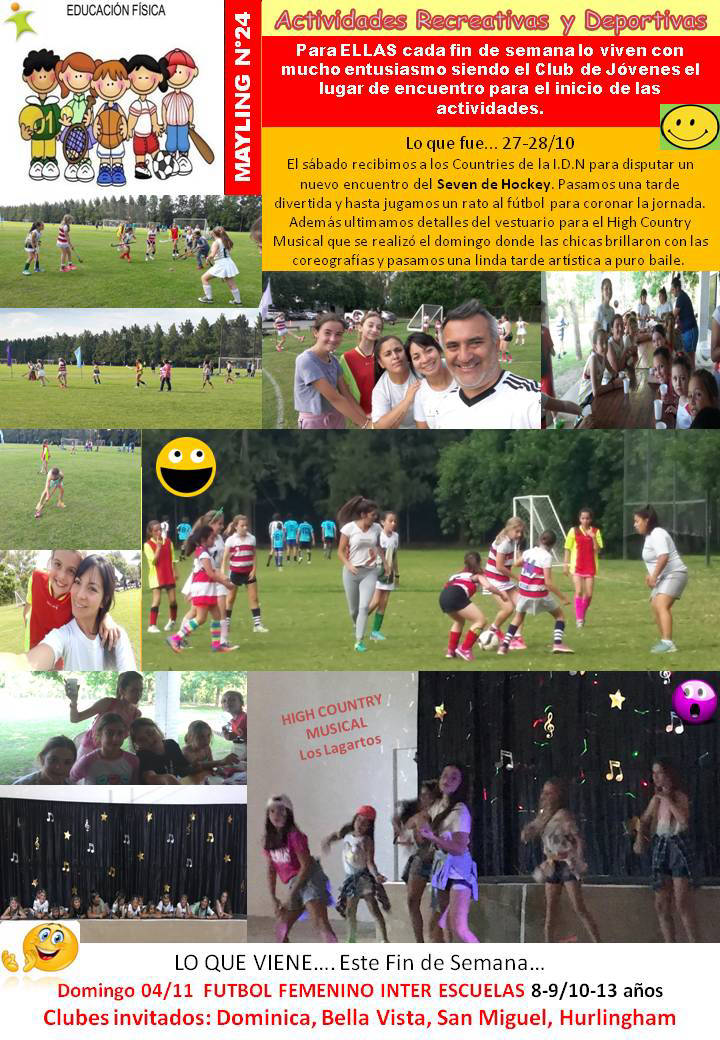 EDUCACIÓN FÍSICA
MAYLING N°24
Actividades Recreativas y Deportivas
Para ELLAS cada fin de semana lo viven con
mucho entusiasmo siendo el Club de Jóvenes el
lugar de encuentro para el inicio de las
actividades.
Lo que fue... 27-28/10
El sábado recibimos a los Countries de la I.D.N para disputar un
nuevo encuentro del Seven de Hockey. Pasamos una tarde
divertida y hasta jugamos un rato al fútbol para coronar la jornada.
Además ultimamos detalles del vestuario para el High Country
Musical que se realizó el domingo donde las chicas brillaron con las
coreografías y pasamos una linda tarde artística a puro baile.
HIGH COUNTRY
MUSICAL
Los Lagartos
LO QUE VIENE.... Este Fin de Semana...
Domingo 04/11 FUTBOL FEMENINO INTER ESCUELAS 8-9/10-13 años
Clubes invitados: Dominica, Bella Vista, San Miguel, Hurlingham